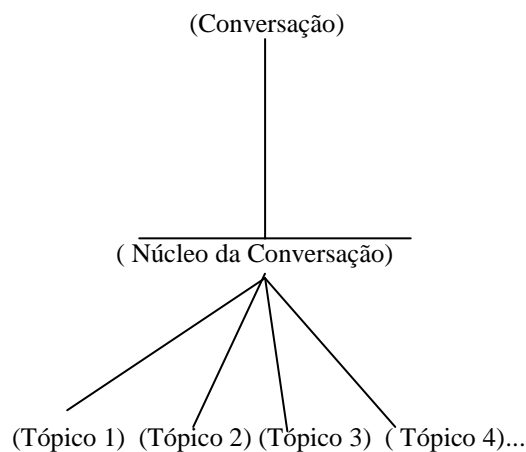 (Conversação)
( Núcleo da Conversação)
(Tópico 1) (Tópico 2) (Tópico 3) ( Tópico 4)...